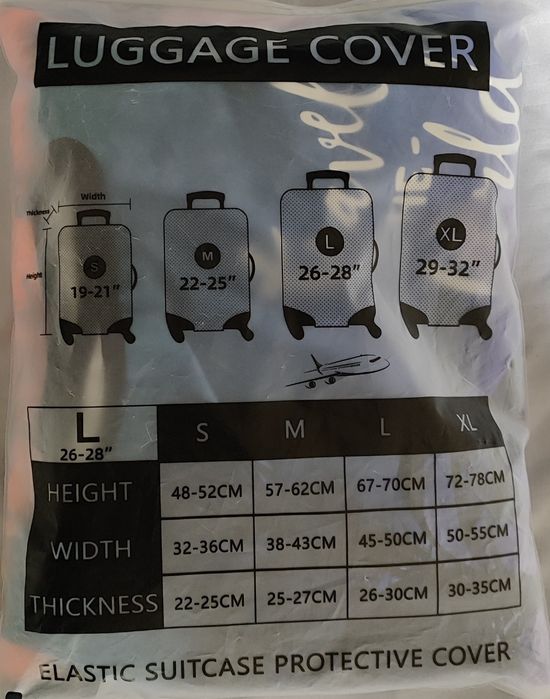 LUGGAGE COVER
Width
Thickness
Height
S
19-21"
M
22-25"
L
26-28"
XL
29-32"
L
26-28"
S M L XL
HEIGHT 48-52CM 57-62CM 67-70CM 72-78CM
WIDTH 32-36CM 38-43CM 45-50CM 50-55CM
THICKNESS 22-25CM 25-27CM 26-30CM 30-35CM
ELASTIC SUITCASE PROTECTIVE COVER